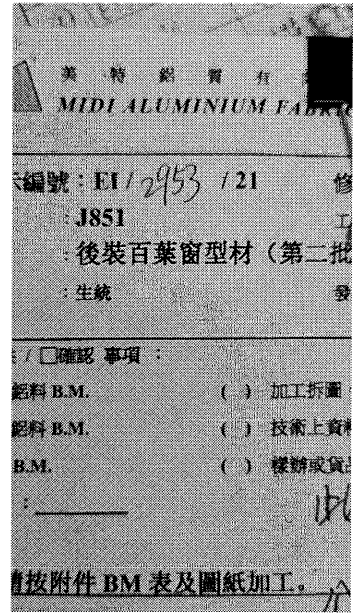 美特鋁質有
MIDI ALUMINIUM FABRIC
示編號：EI / 2953 / 21 修
：J851 工
：後裝百葉窗型材（第二批
：生統 發
/ □確認 事項 ：
鋁料 B.M. ( ) 加工拆圖
鋁料 B.M. ( ) 技術上資料
B.M. ( ) 樣辦或貨品
：
請按附件 BM 表及圖紙加工。